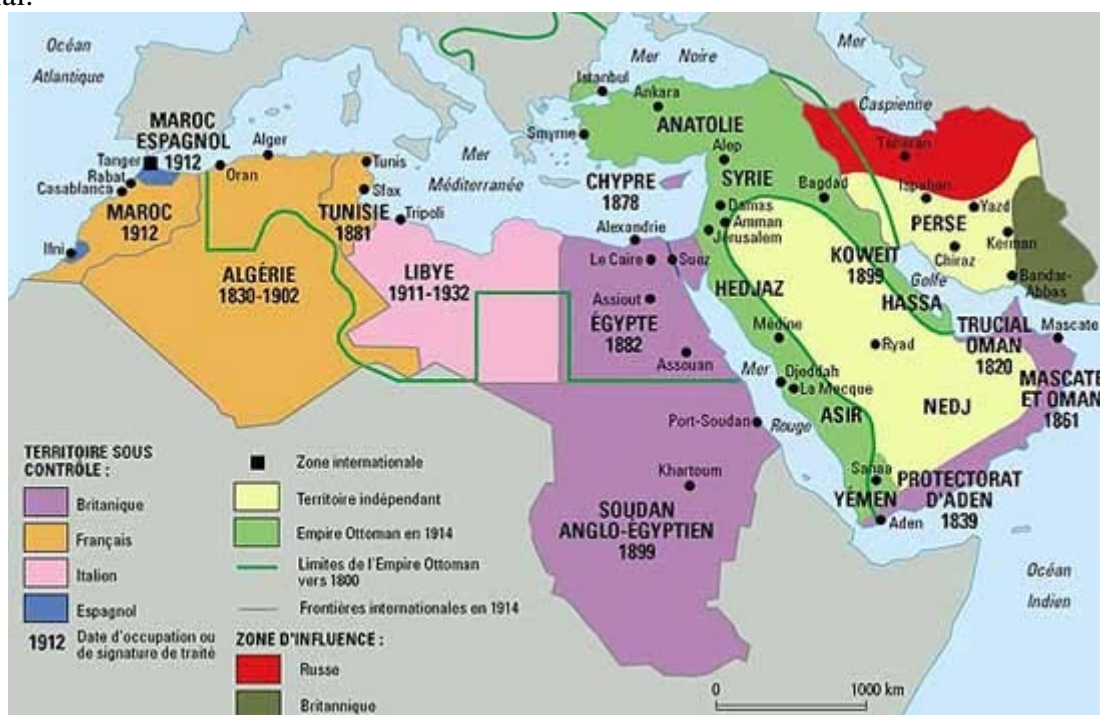 al.
Océan
Atlantique
Mer Noire
Mer
Caspienne
Istanbul
Ankara
ANATOLIE
Smyrne
MAROC
ESPAGNOL
1912
Tanger
Rabat
Casablanca
Alger
Oran
Tunis
Sfax
Mer
Méditerranée
CHYPRE
1878
Alep
SYRIE
Bagdad
Téhéran
Ispahan
Yazd
PERSE
Kerman
Chiraz
Bandar-
Abbas
MAROC
1912
Ifni
TUNISIE
1881
Tripoli
Alexandrie
Damas
Amman
Jérusalem
KOWEIT
1899
Golfe
ALGÉRIE
1830-1902
LIBYE
1911-1932
Le Caire
Suez
HEDJAZ
HASSA
Assiout
ÉGYPTE
1882
Médine
TRUCIAL
OMAN
1820
Mascate
Ryad
Assouan
Mer
Rouge
Djeddah
La Mecque
MASCATE
ET OMAN
1861
NEDJ
ASIR
Port-Soudan
Khartoum
Sanaa
YÉMEN
PROTECTORAT
D'ADEN
1839
Aden
SOUDAN
ANGLO-ÉGYPTIEN
1899
Océan
Indien
TERRITOIRE SOUS
CONTRÔLE :
Britanique
Français
Italien
Espagnol
1912 Date d'occupation ou
de signature de traité
Zone internationale
Territoire indépendant
Empire Ottoman en 1914
Limites de l'Empire Ottoman
vers 1800
Frontières internationales en 1914
ZONE D'INFLUENCE :
Russe
Britannique
0 1000 km